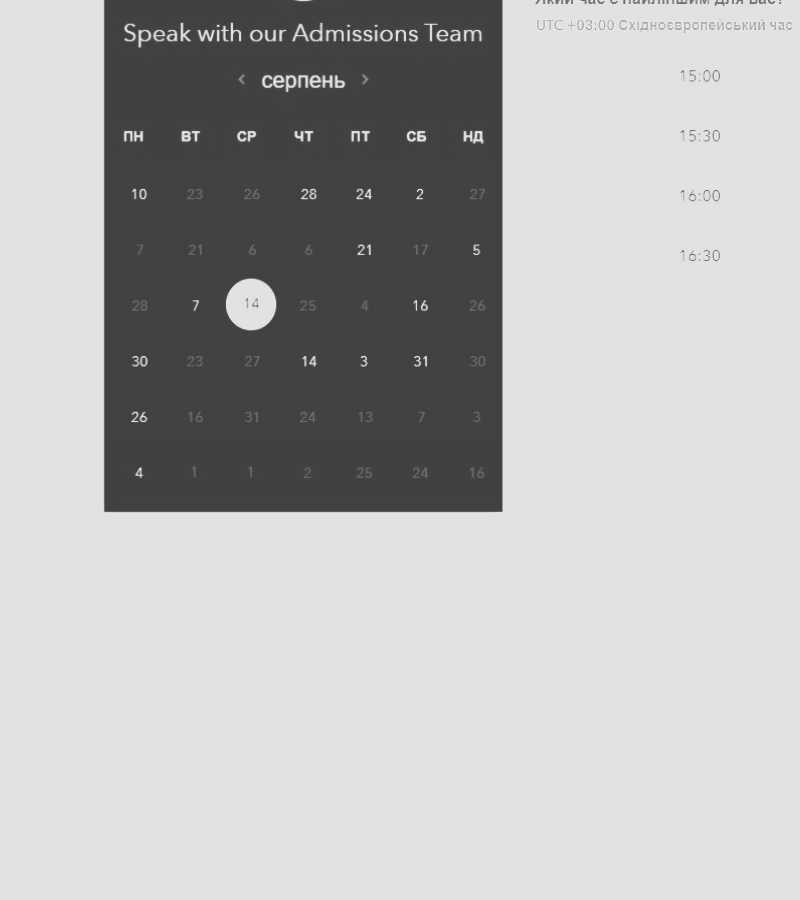 Speak with our Admissions Team
‹ серпень ›
ПН ВТ СР ЧТ ПТ СБ НД
10 23 26 28 24 2 27
7 21 6 6 21 17 5
28 7 14 25 4 16 26
30 23 27 14 3 31 30
26 16 31 24 13 7 3
4 1 1 2 25 24 16
Який час є найліпшим для вас?
UTC +03:00 Східноєвропейський час
15:00
15:30
16:00
16:30